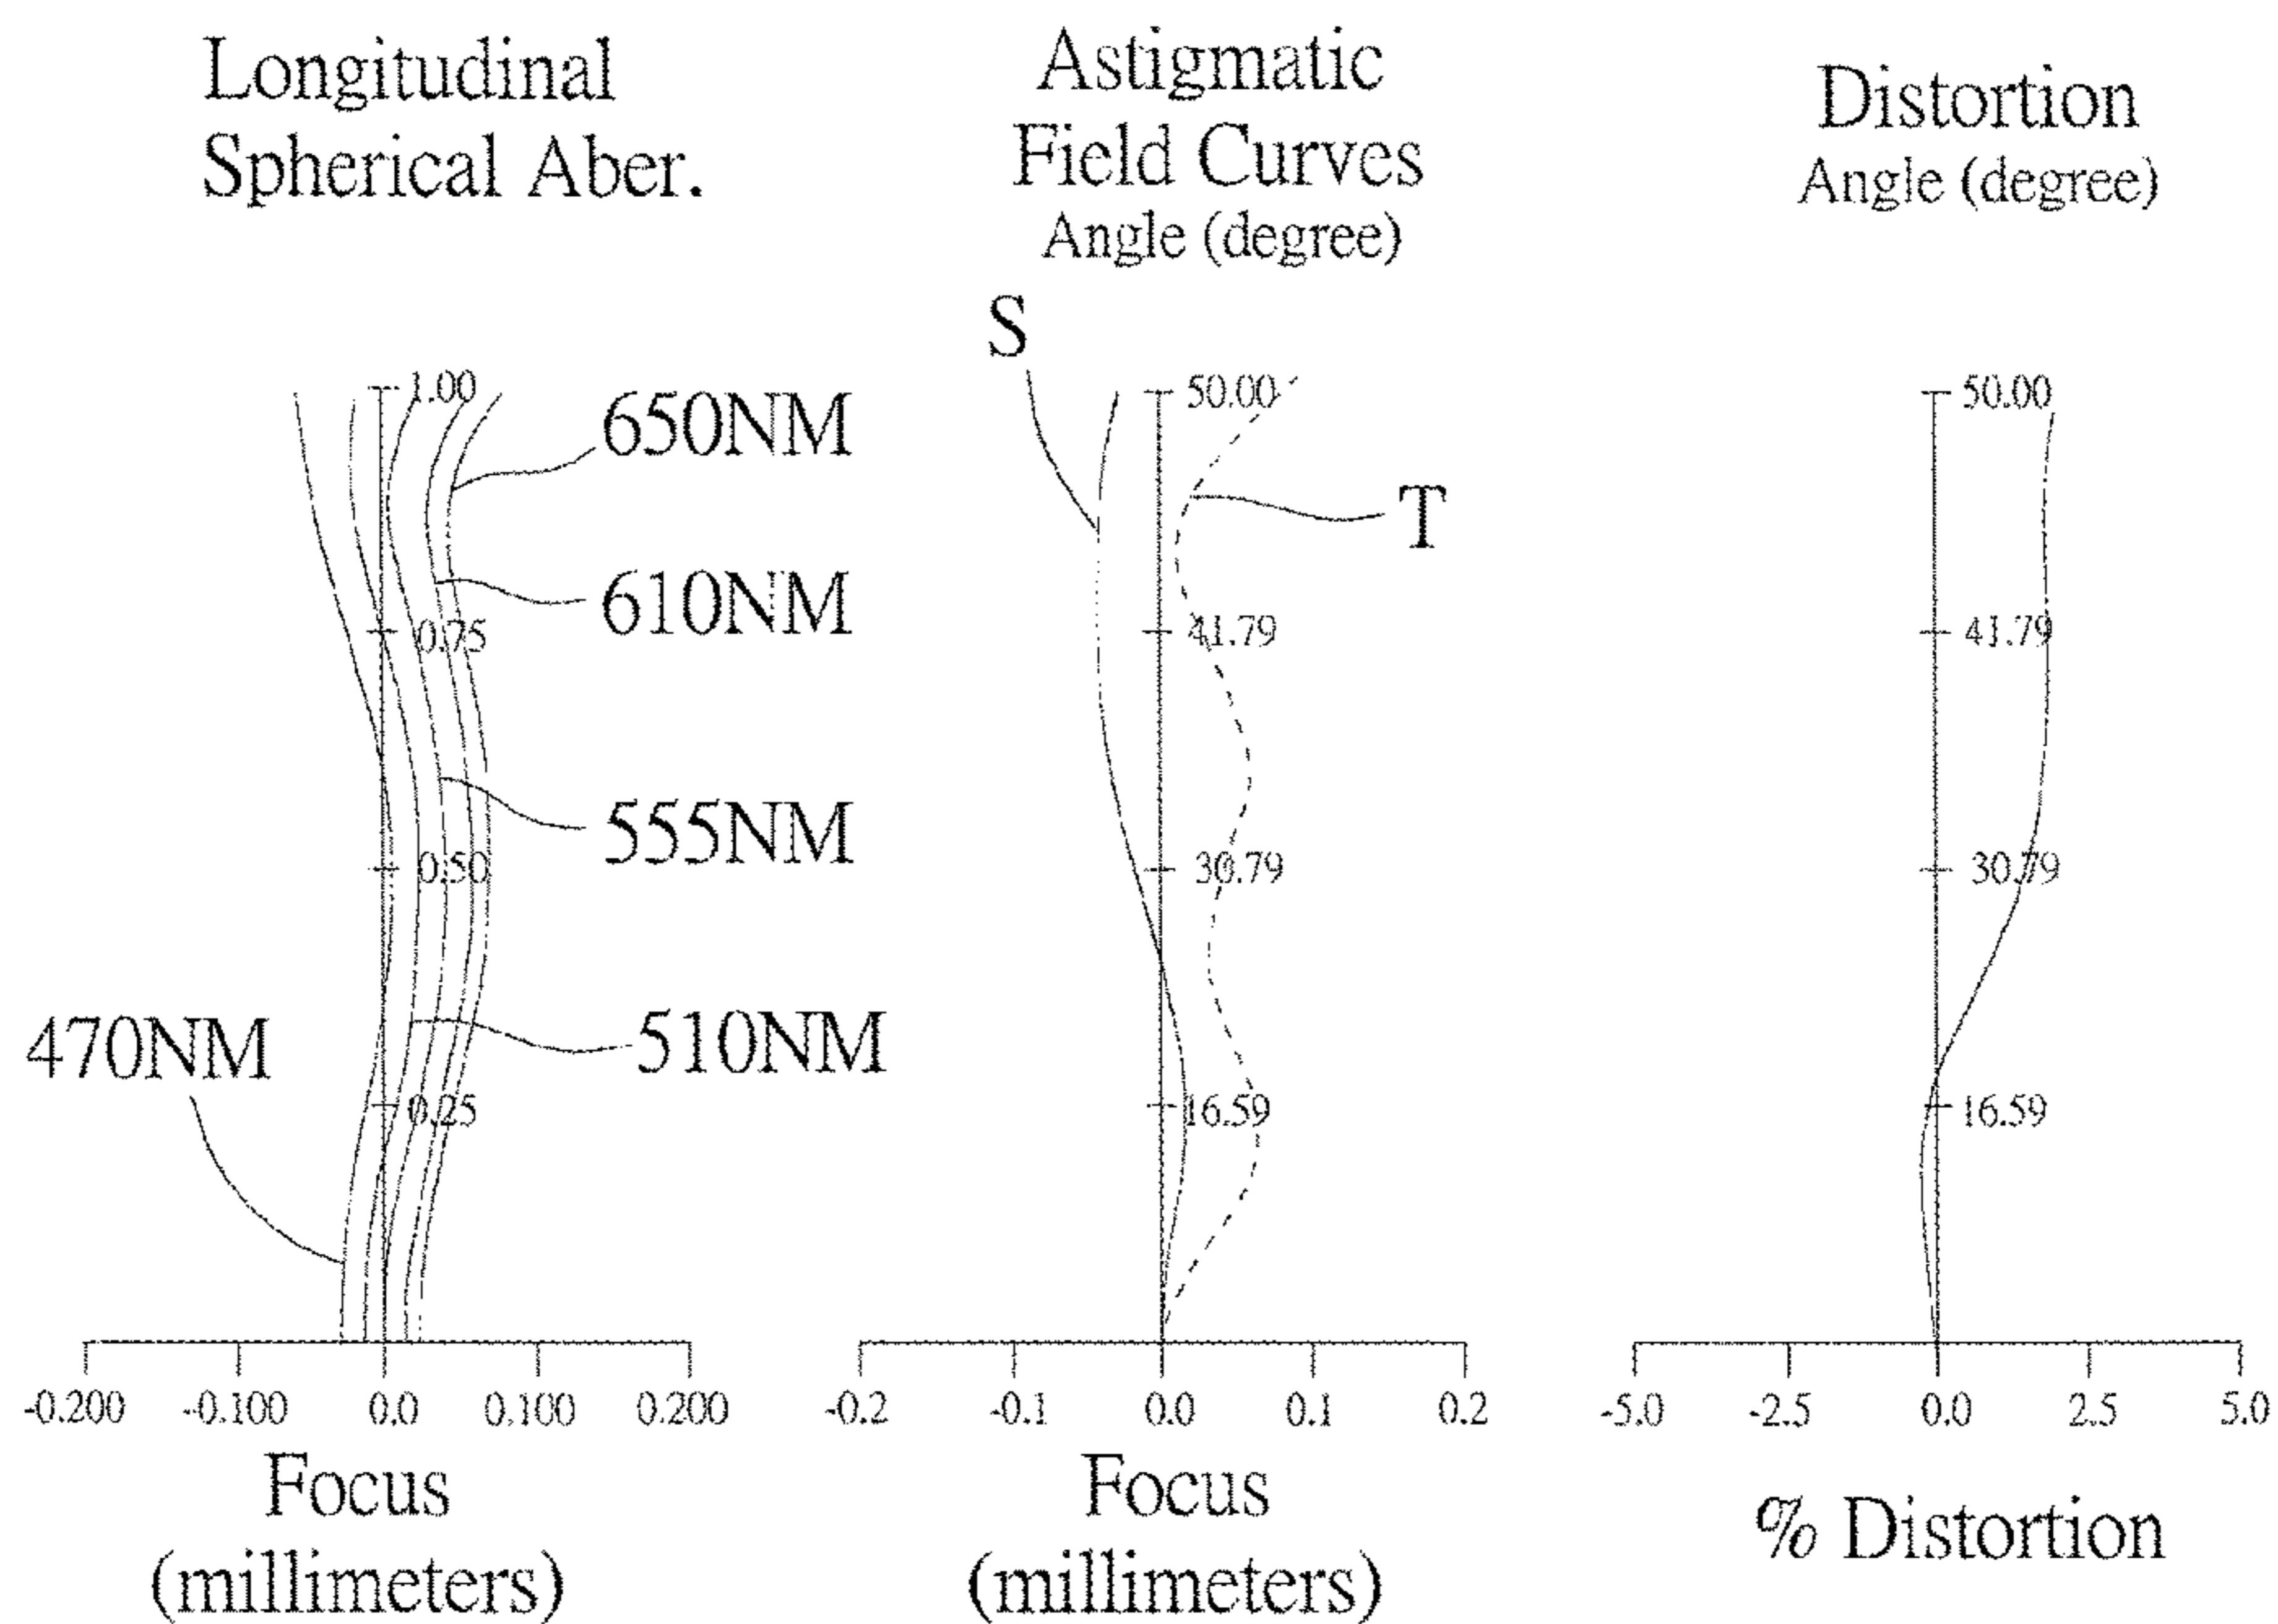 Longitudinal
Spherical Aber.
1.00
650NM
610NM
0.75
555NM
0.50
470NM
510NM
0.25
-0.200 -0.100 0.0 0.100 0.200
Focus
(millimeters)
Astigmatic
Field Curves
Angle (degree)
S
50.00
T
41.79
30.79
16.59
-0.2 -0.1 0.0 0.1 0.2
Focus
(millimeters)
Distortion
Angle (degree)
50.00
41.79
30.79
16.59
-5.0 -2.5 0.0 2.5 5.0
% Distortion